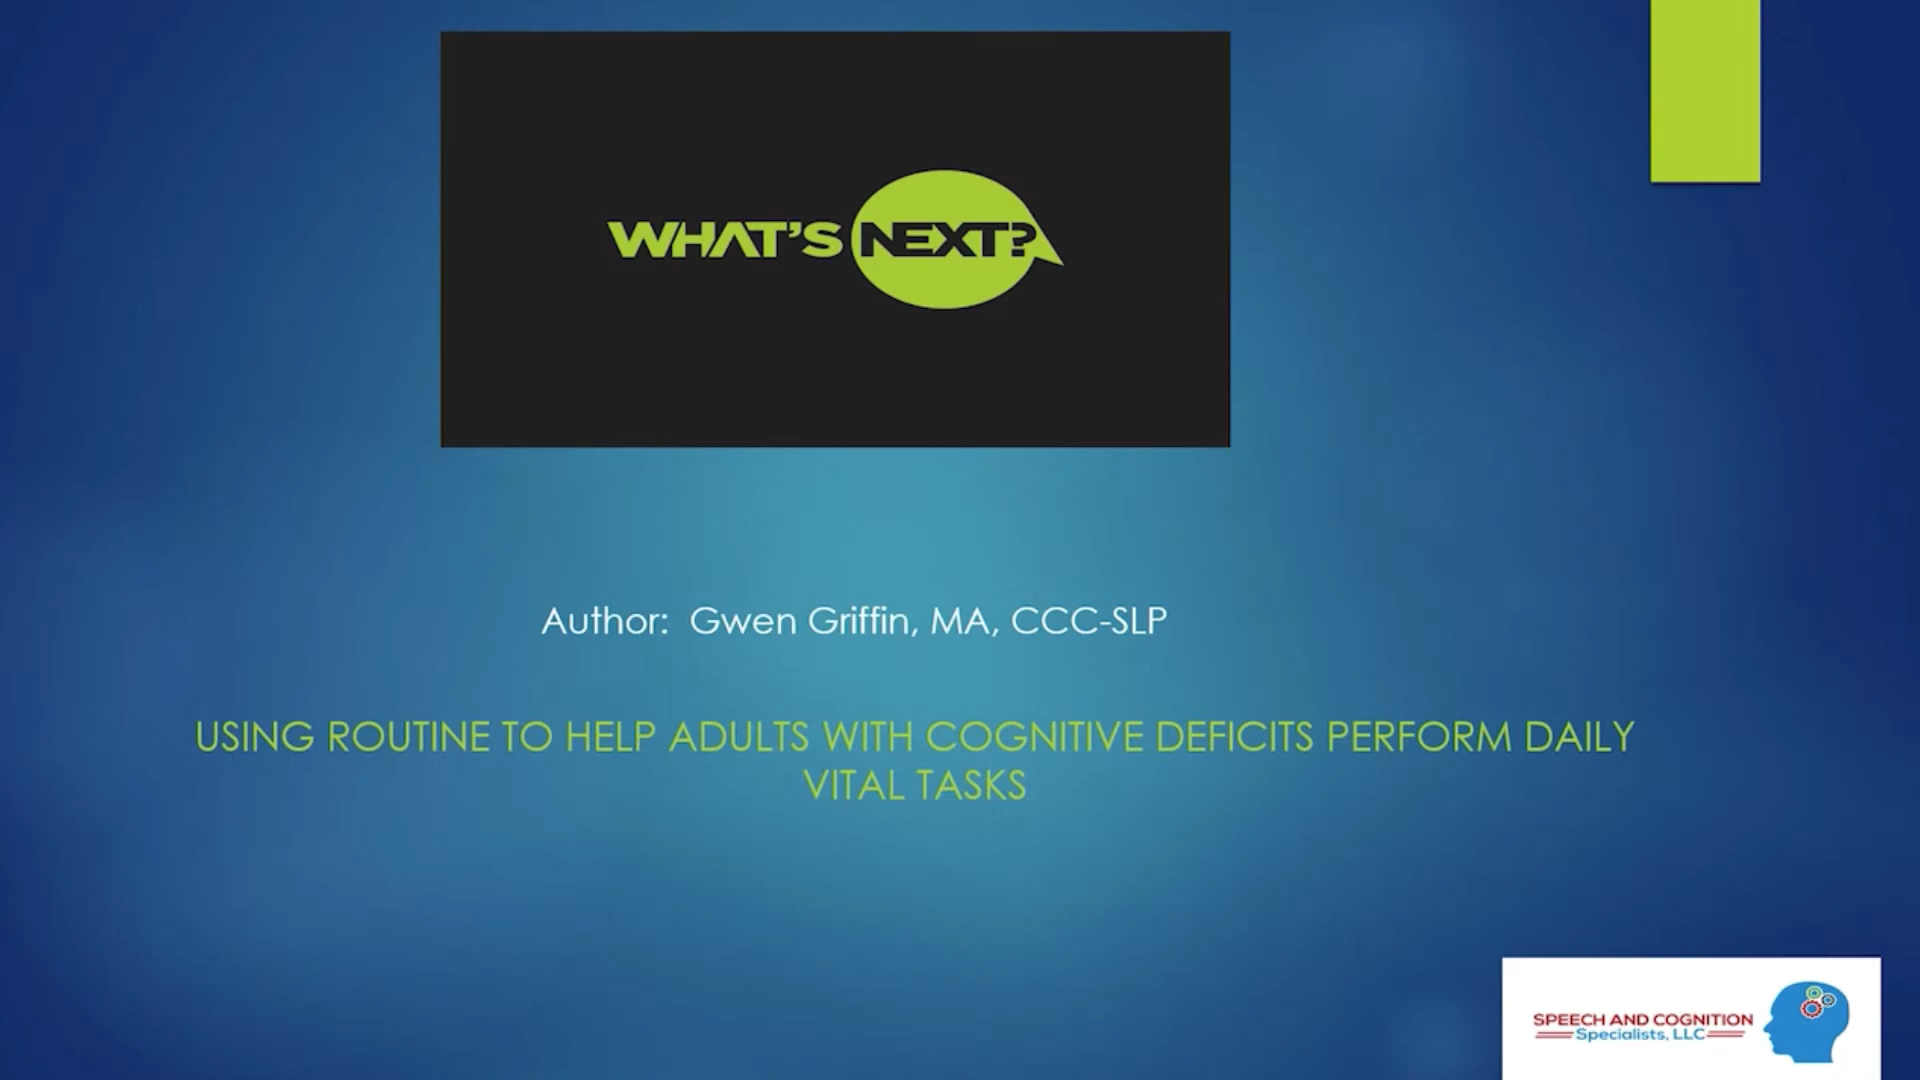 WHAT'S NEXT?
Author: Gwen Griffin, MA, CCC-SLP
USING ROUTINE TO HELP ADULTS WITH COGNITIVE DEFICITS PERFORM DAILY
VITAL TASKS
SPEECH AND COGNITION
Specialists, LLC